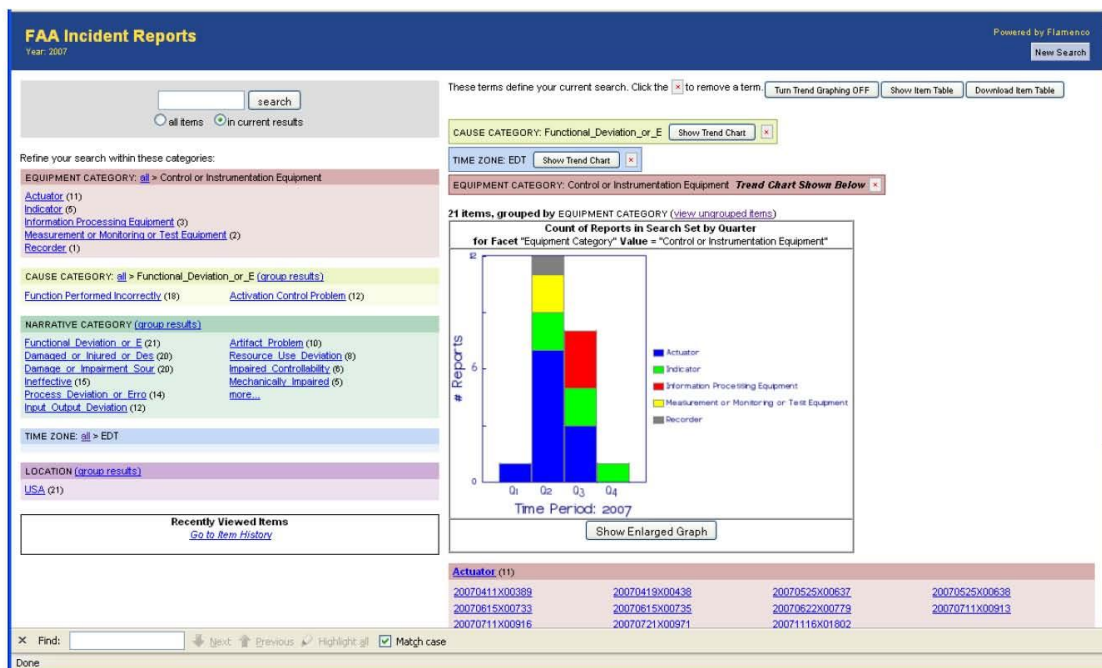 FAA Incident Reports
Year: 2007
Powered by Flamenco
New Search
search
all items in current results
Refine your search within these categories:
EQUIPMENT CATEGORY: all > Control or Instrumentation Equipment
Actuator (11)
Indicator (5)
Information Processing Equipment (3)
Measurement or Monitoring or Test Equipment (2)
Recorder (1)
CAUSE CATEGORY: all > Functional_Deviation_or_E (group results)
Function Performed Incorrectly (18) Activation Control Problem (12)
NARRATIVE CATEGORY (group results)
Functional_Deviation_or_E (21) Artifact_Problem (10)
Damaged_or_Injured_or_Des (20) Resource_Use_Deviation (8)
Damage_or_Impairment_Sour (20) Impaired_Controllability (6)
Ineffective (15) Mechanically_Impaired (5)
Process_Deviation_or_Erro (14) more...
Input_Output_Deviation (12)
TIME ZONE: all > EDT
LOCATION (group results)
USA (21)
Recently Viewed Items
Go to Item History
These terms define your current search. Click the × to remove a term. Turn Trend Graphing OFF Show Item Table Download Item Table
CAUSE CATEGORY: Functional_Deviation_or_E Show Trend Chart ×
TIME ZONE: EDT Show Trend Chart ×
EQUIPMENT CATEGORY: Control or Instrumentation Equipment Trend Chart Shown Below ×
21 items, grouped by EQUIPMENT CATEGORY (view ungrouped items)
Count of Reports in Search Set by Quarter
for Facet "Equipment Category" Value = "Control or Instrumentation Equipment"
12
6
0
# Reports
Q1 Q2 Q3 Q4
Time Period: 2007
Actuator
Indicator
Information Processing Equipment
Measurement or Monitoring or Test Equipment
Recorder
Show Enlarged Graph
Actuator (11)
20070411X00389 20070419X00438 20070525X00637 20070525X00638
20070615X00733 20070615X00735 20070622X00779 20070711X00913
20070711X00916 20070721X00971 20071116X01802
× Find: Next Previous Highlight all Match case
Done